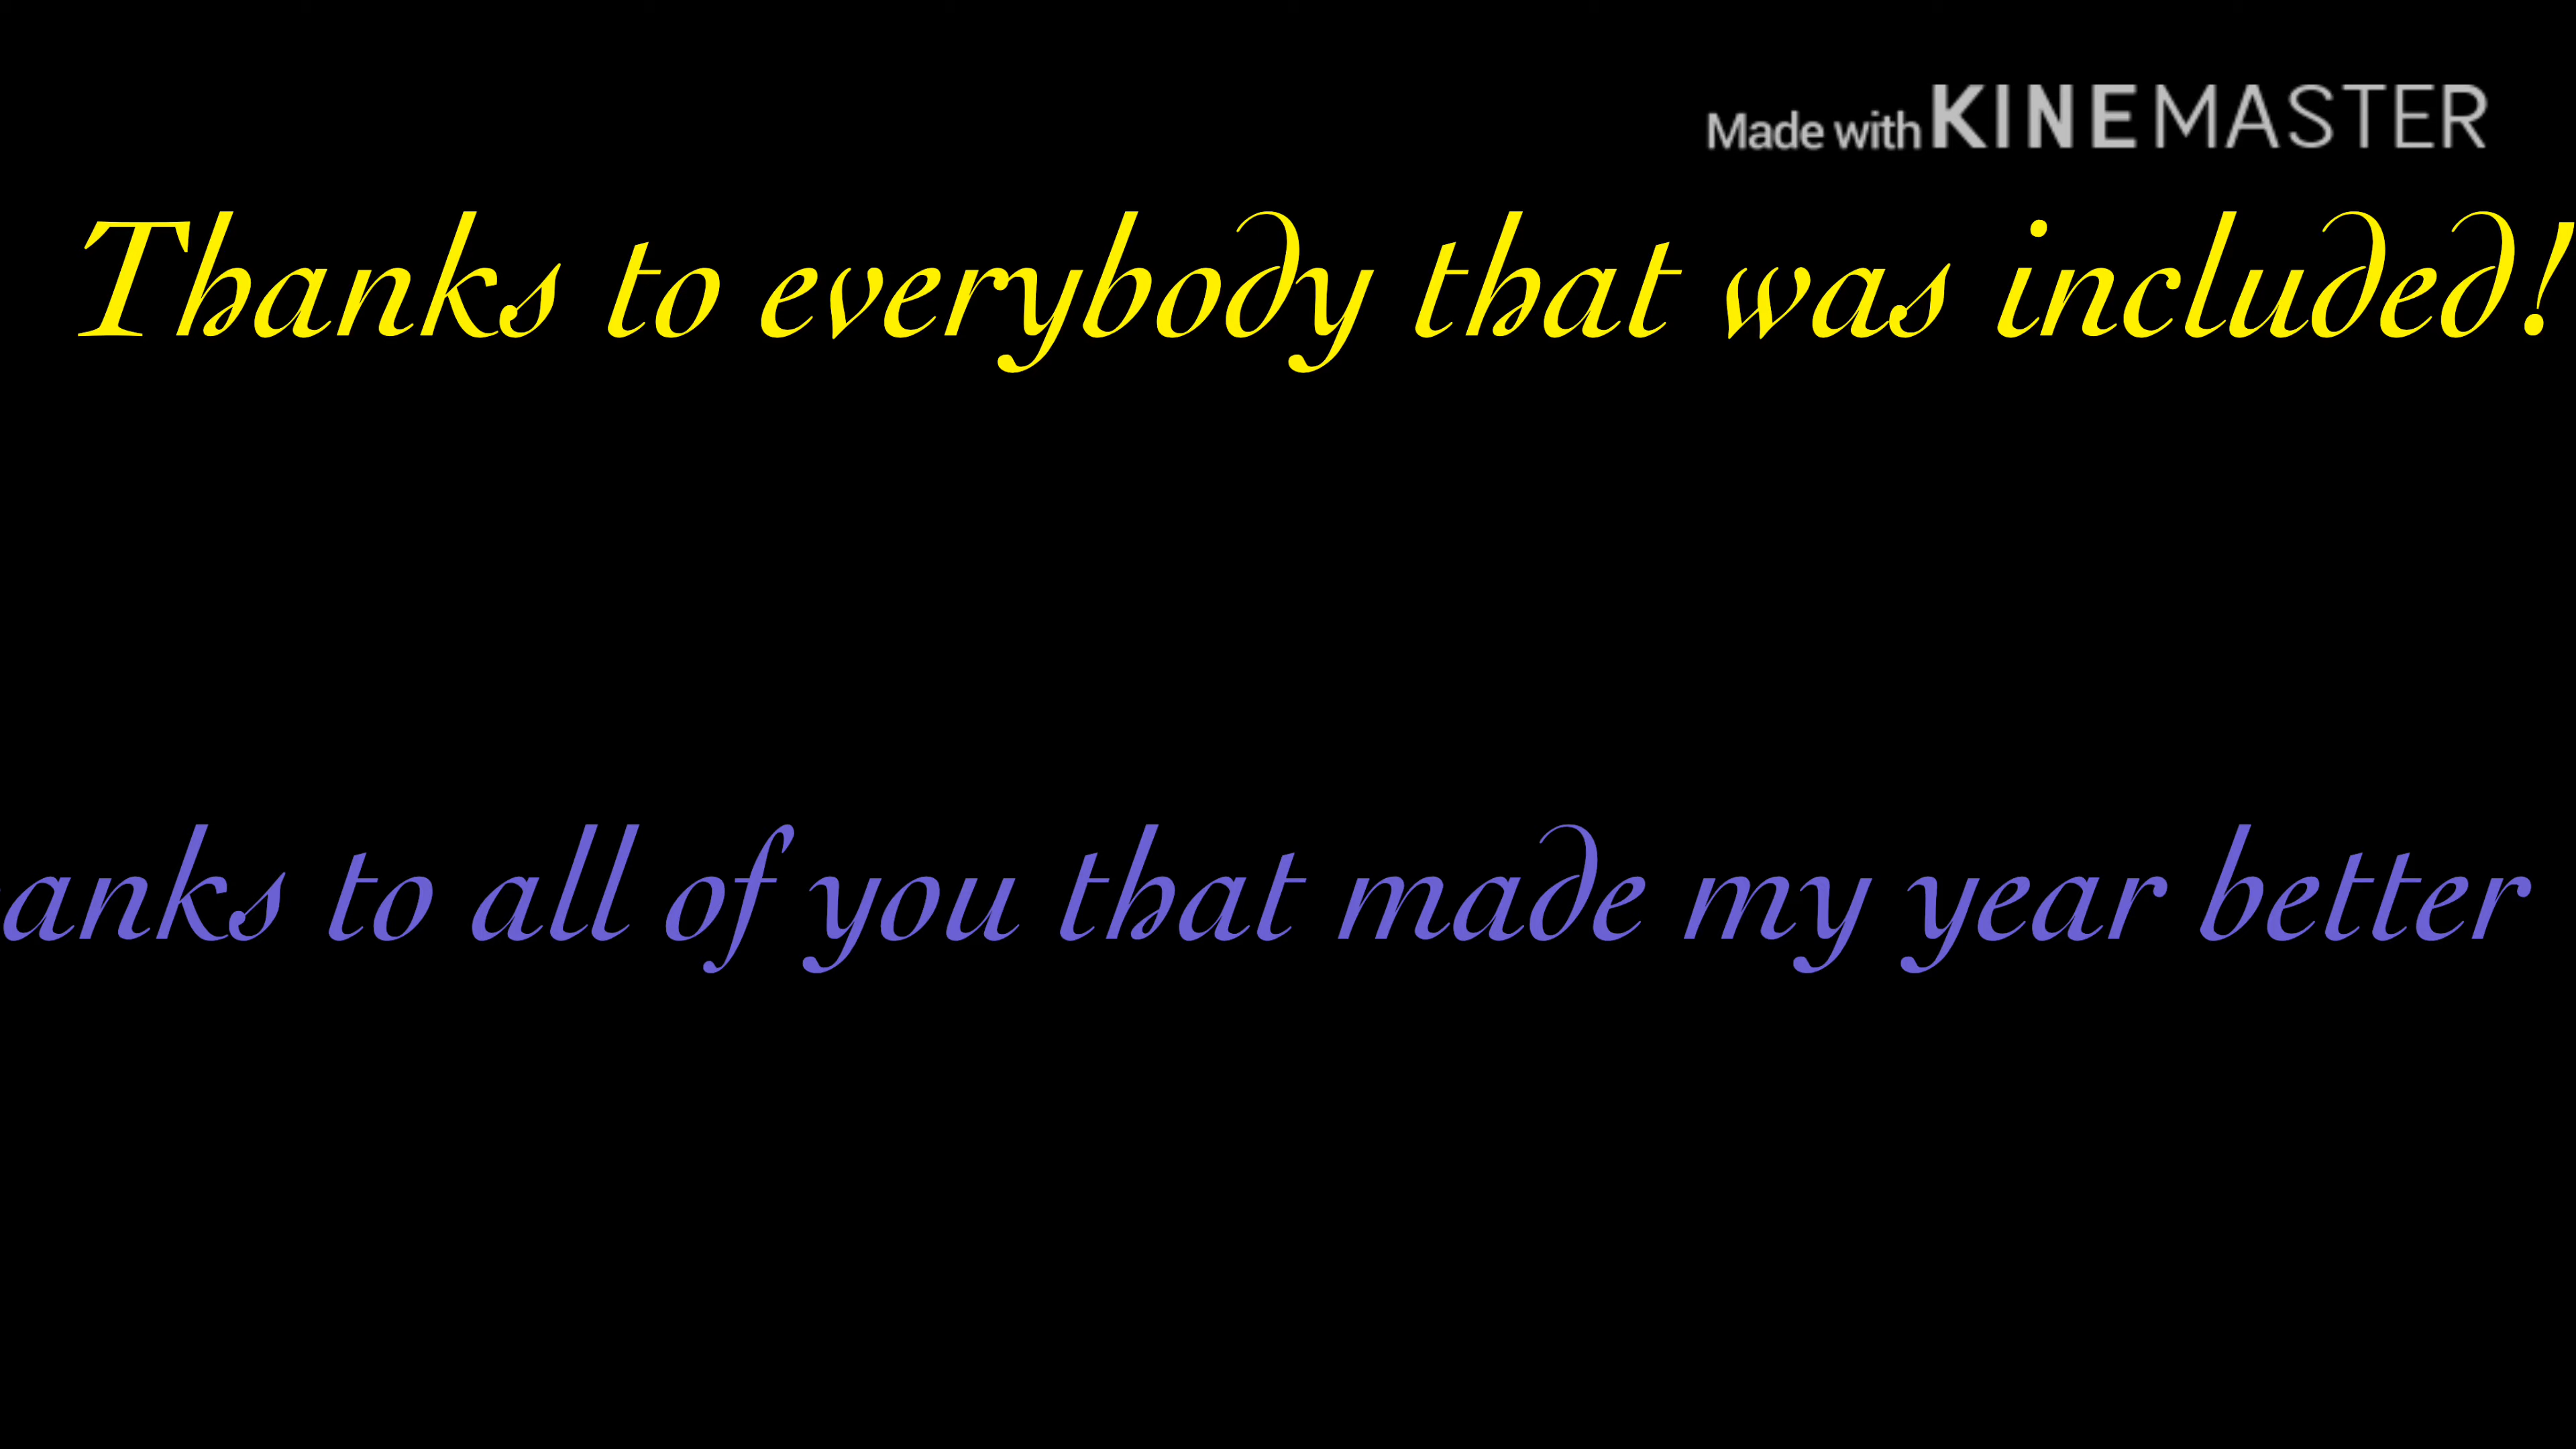 Made with KINEMASTER
Thanks to everybody that was included!
anks to all of you that made my year better